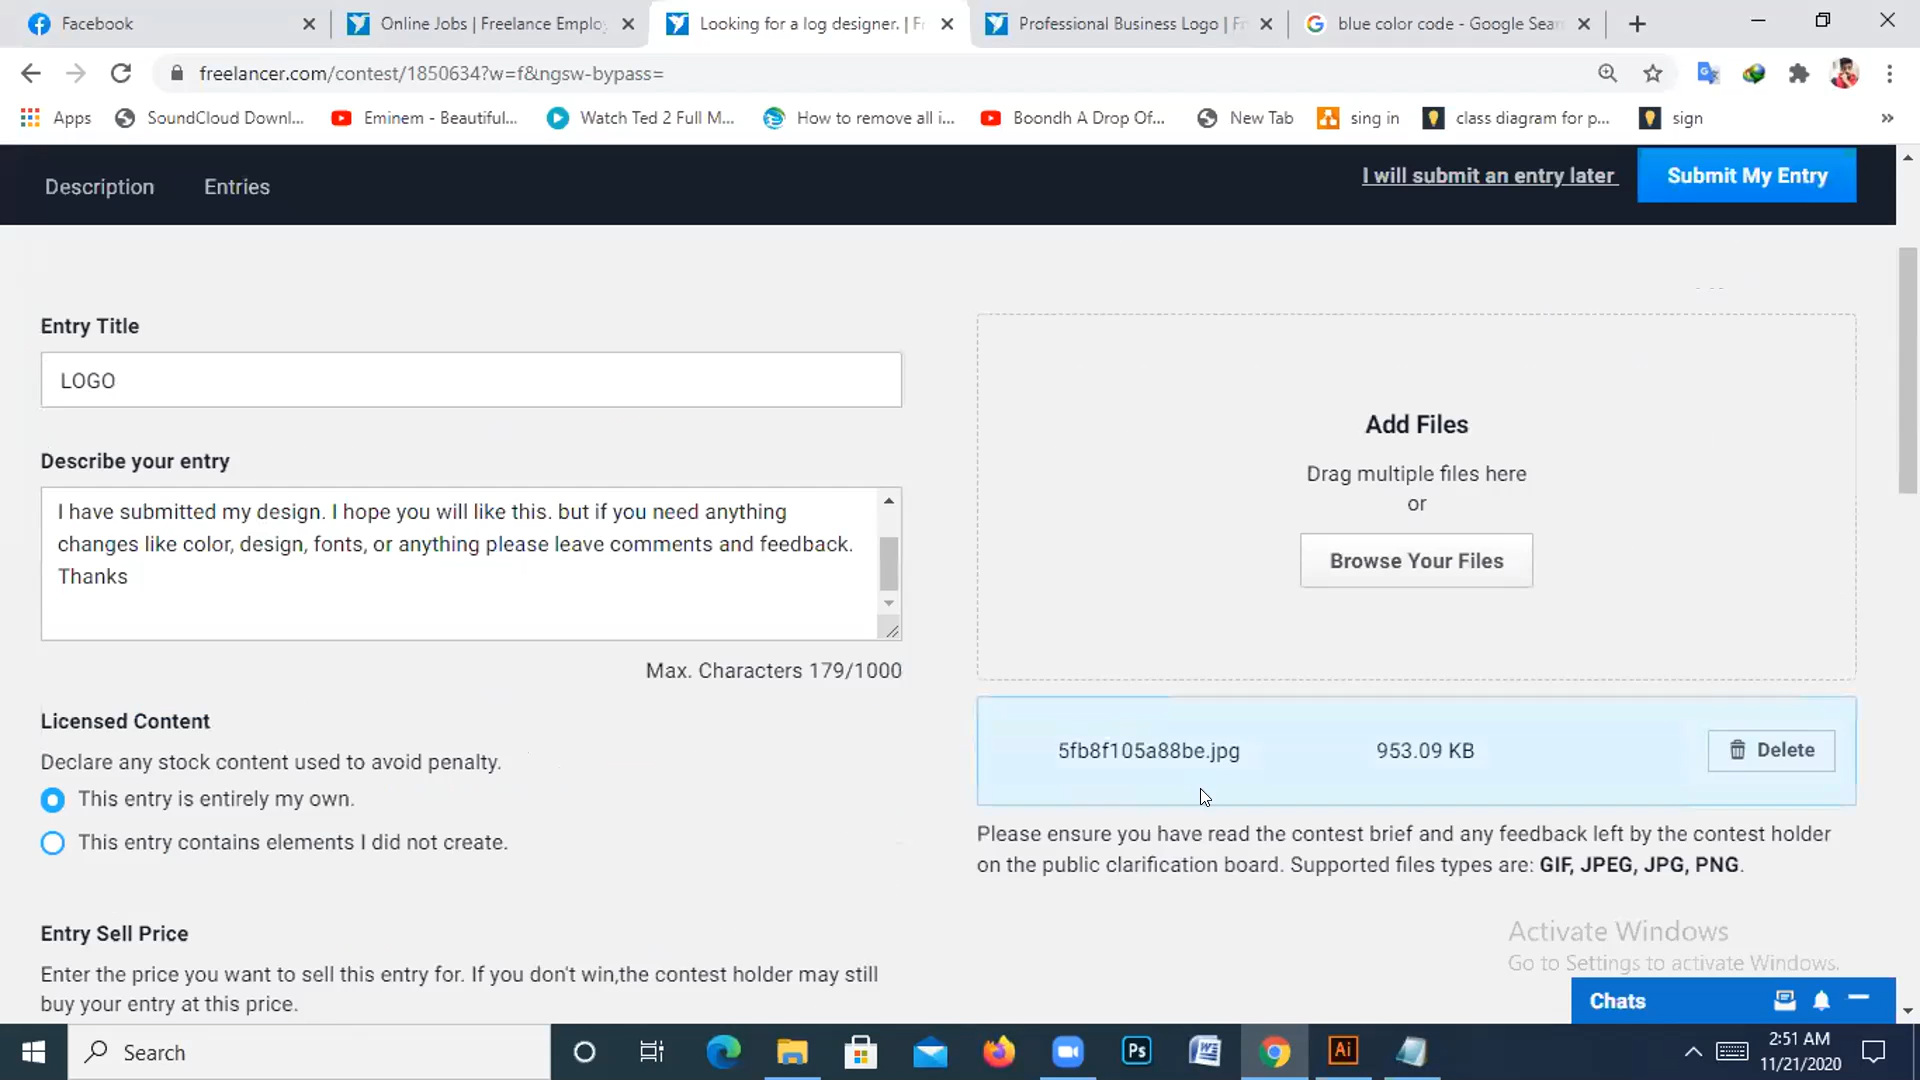 Facebook
Online Jobs | Freelance Emplo
Looking for a log designer. | F
Professional Business Logo | Fr
blue color code - Google Sear
freelancer.com/contest/1850634?w=f&ngsw-bypass=
Apps
SoundCloud Downl...
Eminem - Beautiful...
Watch Ted 2 Full M...
How to remove all i...
Boondh A Drop Of...
New Tab
sing in
class diagram for p...
sign
»
Description
Entries
I will submit an entry later
Submit My Entry
Entry Title
LOGO
Describe your entry
I have submitted my design. I hope you will like this. but if you need anything
changes like color, design, fonts, or anything please leave comments and feedback.
Thanks
Max. Characters 179/1000
Add Files
Drag multiple files here
or
Browse Your Files
5fb8f105a88be.jpg
953.09 KB
Delete
Please ensure you have read the contest brief and any feedback left by the contest holder
on the public clarification board. Supported files types are: GIF, JPEG, JPG, PNG.
Licensed Content
Declare any stock content used to avoid penalty.
This entry is entirely my own.
This entry contains elements I did not create.
Entry Sell Price
Enter the price you want to sell this entry for. If you don't win,the contest holder may still
buy your entry at this price.
Activate Windows
Go to Settings to activate Windows.
Chats
Search
Ps
Ai
2:51 AM
11/21/2020